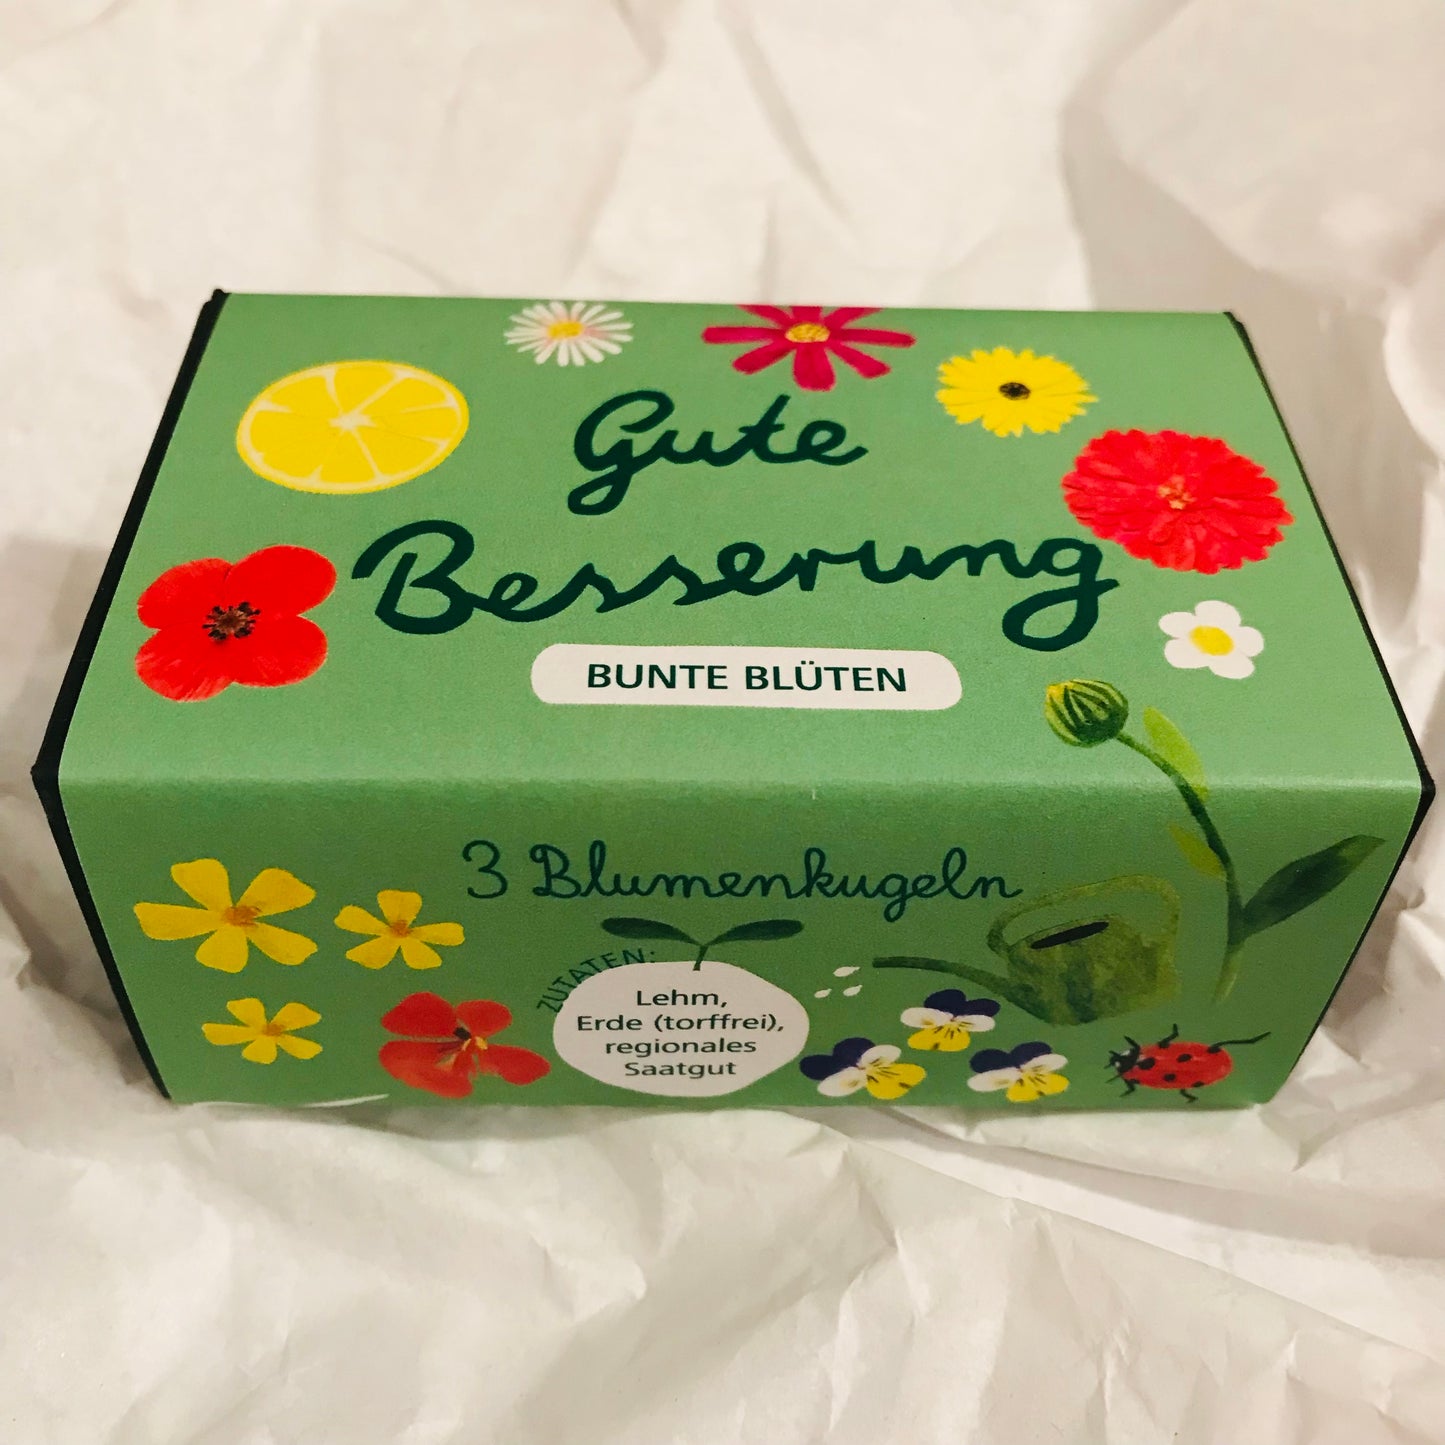 Gute
Besserung
BUNTE BLÜTEN
3 Blumenkugeln
ZUTATEN:
Lehm,
Erde (torffrei),
regionales
Saatgut